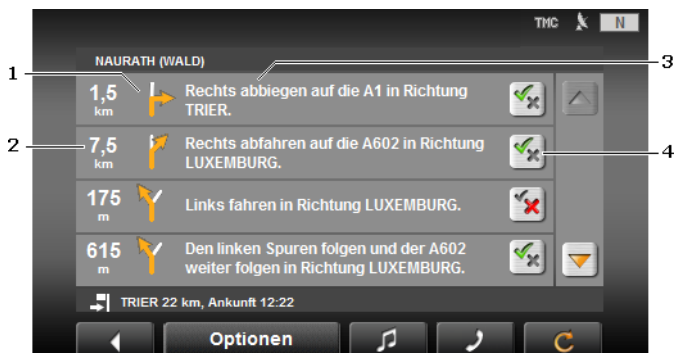 TMC N
NAURATH (WALD)
1
3
1,5
km
Rechts abbiegen auf die A1 in Richtung
TRIER.
2
7,5
km
Rechts abfahren auf die A602 in Richtung
LUXEMBURG.
4
175
m
Links fahren in Richtung LUXEMBURG.
615
m
Den linken Spuren folgen und der A602
weiter folgen in Richtung LUXEMBURG.
TRIER 22 km, Ankunft 12:22
Optionen